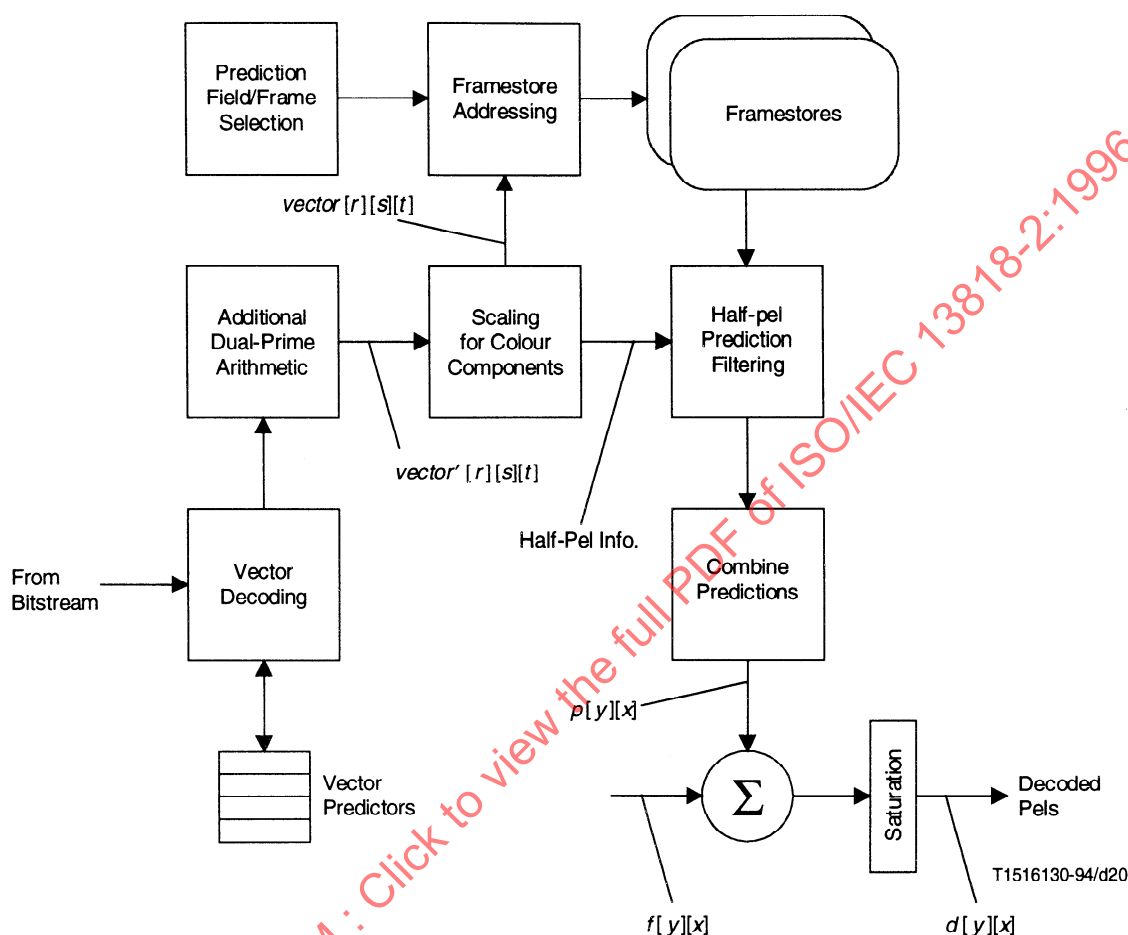 Prediction
Field/Frame
Selection
Framestore
Addressing
Framestores
vector [r] [s][t]
Additional
Dual-Prime
Arithmetic
Scaling
for Colour
Components
Half-pel
Prediction
Filtering
vector' [r] [s][t]
Half-Pel Info.
From
Bitstream
Vector
Decoding
Combine
Predictions
p[y][x]
Vector
Predictors
Σ
Saturation
Decoded
Pels
T1516130-94/d20
f[y][x]
d[y][x]
: Click to view the full PDF of ISO/IEC 13818-2:1996